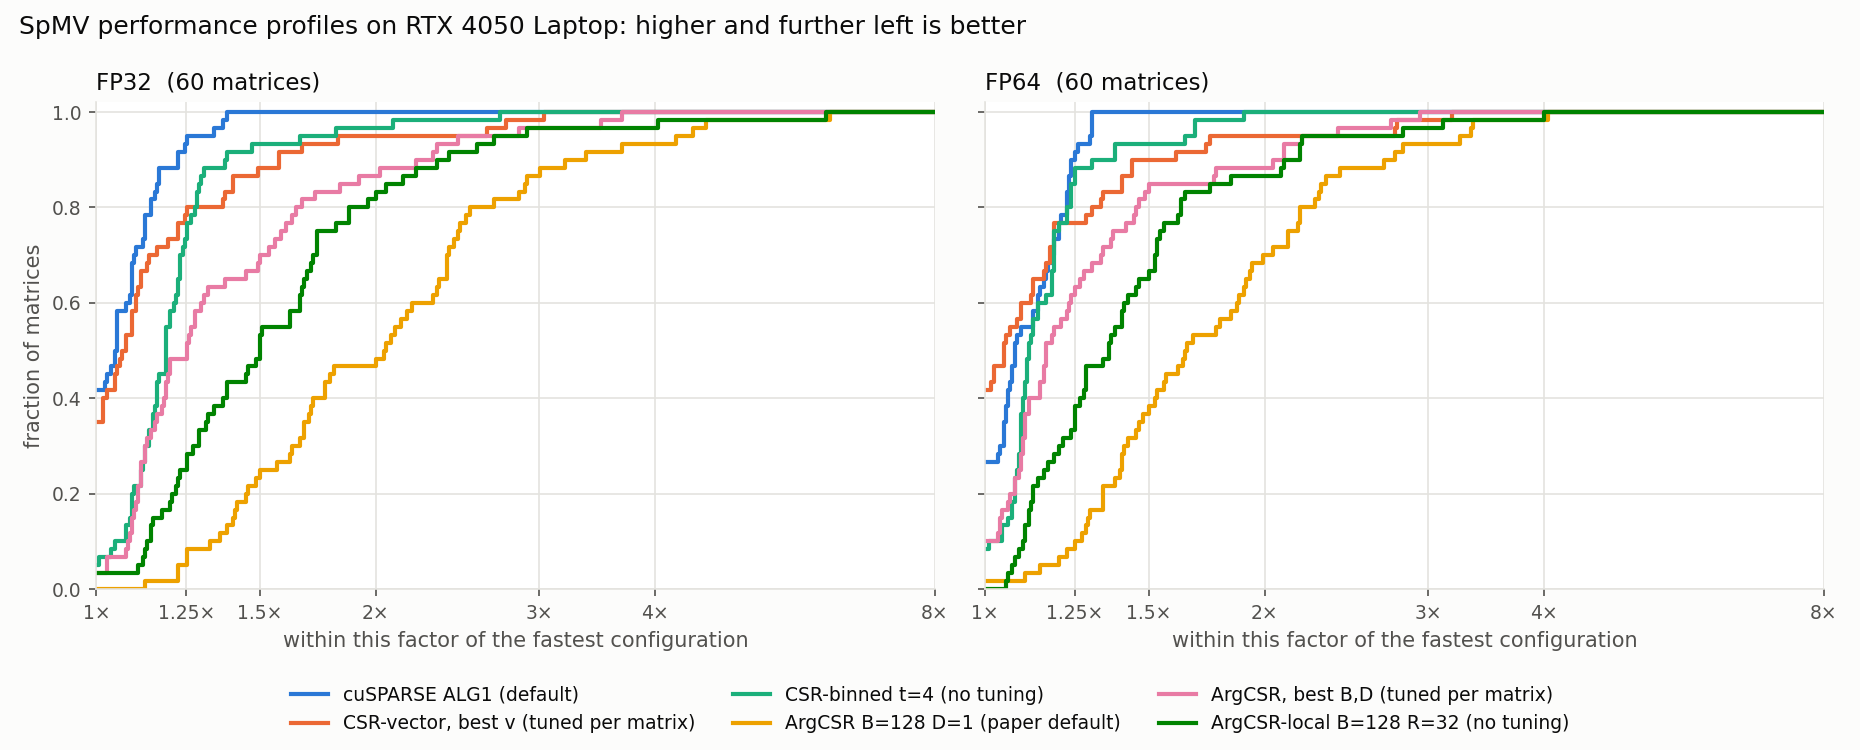 SpMV performance profiles on RTX 4050 Laptop: higher and further left is better
FP32 (60 matrices)
FP64 (60 matrices)
1.0
0.8
0.6
0.4
0.2
0.0
fraction of matrices
1× 1.25× 1.5× 2× 3× 4× 8×
1× 1.25× 1.5× 2× 3× 4× 8×
within this factor of the fastest configuration
within this factor of the fastest configuration
cuSPARSE ALG1 (default)
CSR-vector, best v (tuned per matrix)
CSR-binned t=4 (no tuning)
ArgCSR B=128 D=1 (paper default)
ArgCSR, best B,D (tuned per matrix)
ArgCSR-local B=128 R=32 (no tuning)